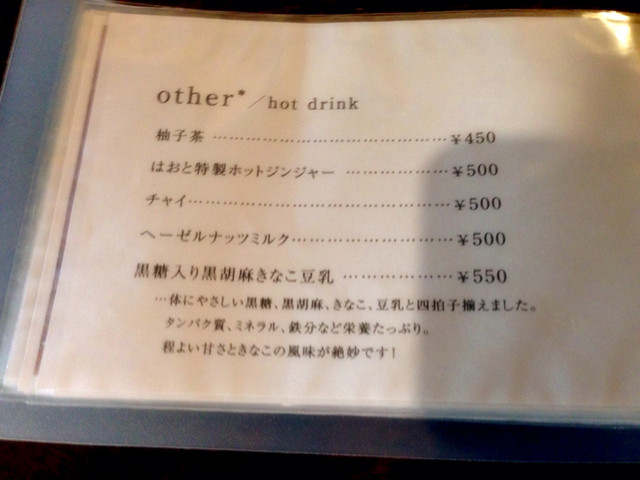 other*/hot drink
柚子茶 ……………………………… ¥450
はおと特製ホットジンジャー …………… ¥500
チャイ………………………………… ¥500
ヘーゼルナッツミルク…………………… ¥500
黒糖入り黒胡麻きなこ豆乳 …………… ¥550
…体にやさしい黒糖、黒胡麻、きなこ、豆乳と四拍子揃えました。
タンパク質、ミネラル、鉄分など栄養たっぷり。
程よい甘さときなこの風味が絶妙です！